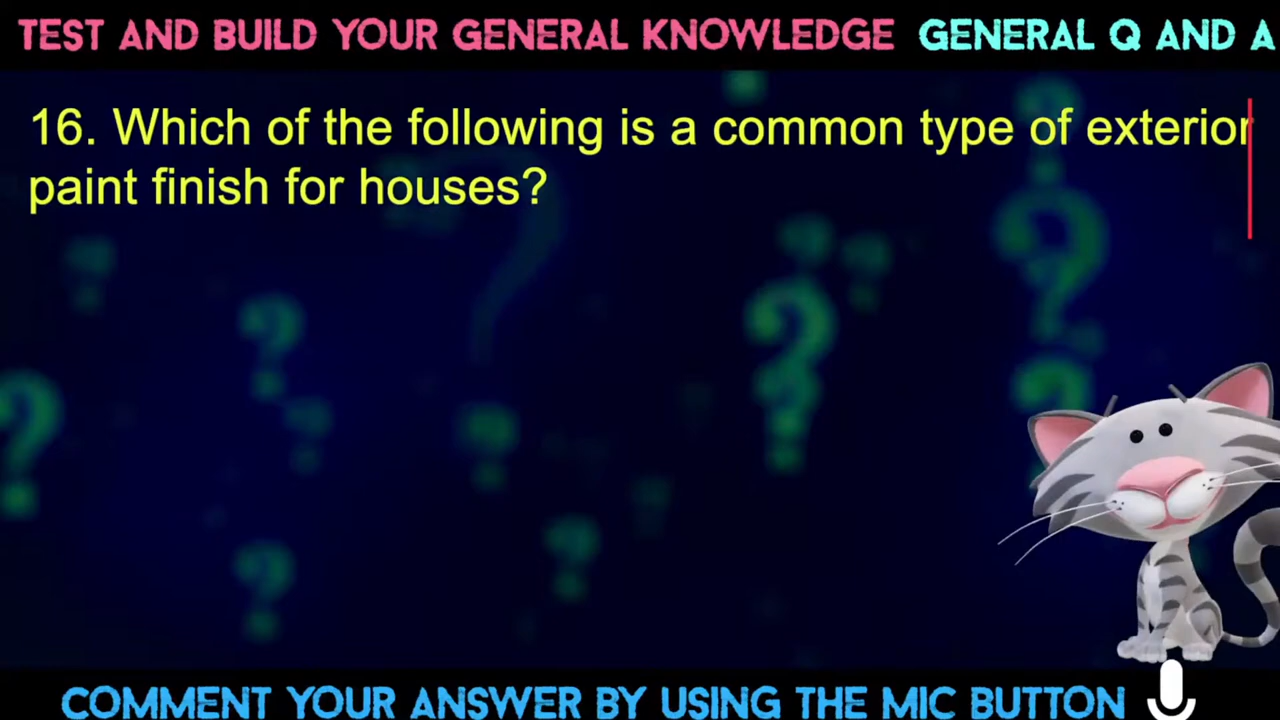 TEST AND BUILD YOUR GENERAL KNOWLEDGE GENERAL Q AND A
16. Which of the following is a common type of exterior
paint finish for houses?
COMMENT YOUR ANSWER BY USING THE MIC BUTTON